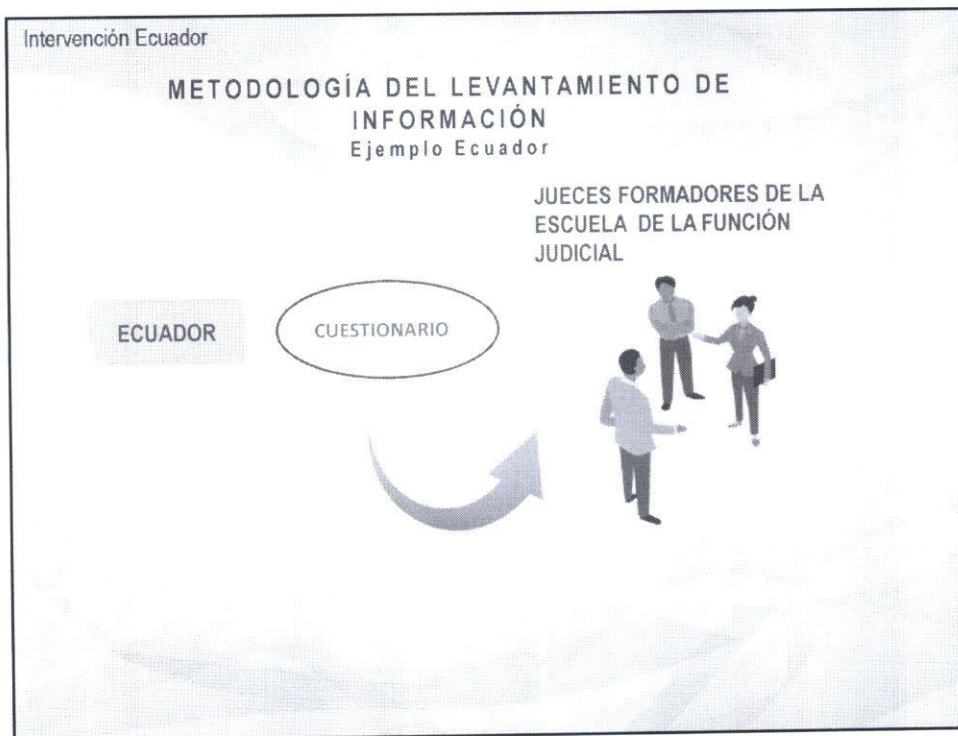 Intervención Ecuador
METODOLOGÍA DEL LEVANTAMIENTO DE
INFORMACIÓN
Ejemplo Ecuador
JUECES FORMADORES DE LA
ESCUELA DE LA FUNCIÓN
JUDICIAL
ECUADOR
CUESTIONARIO